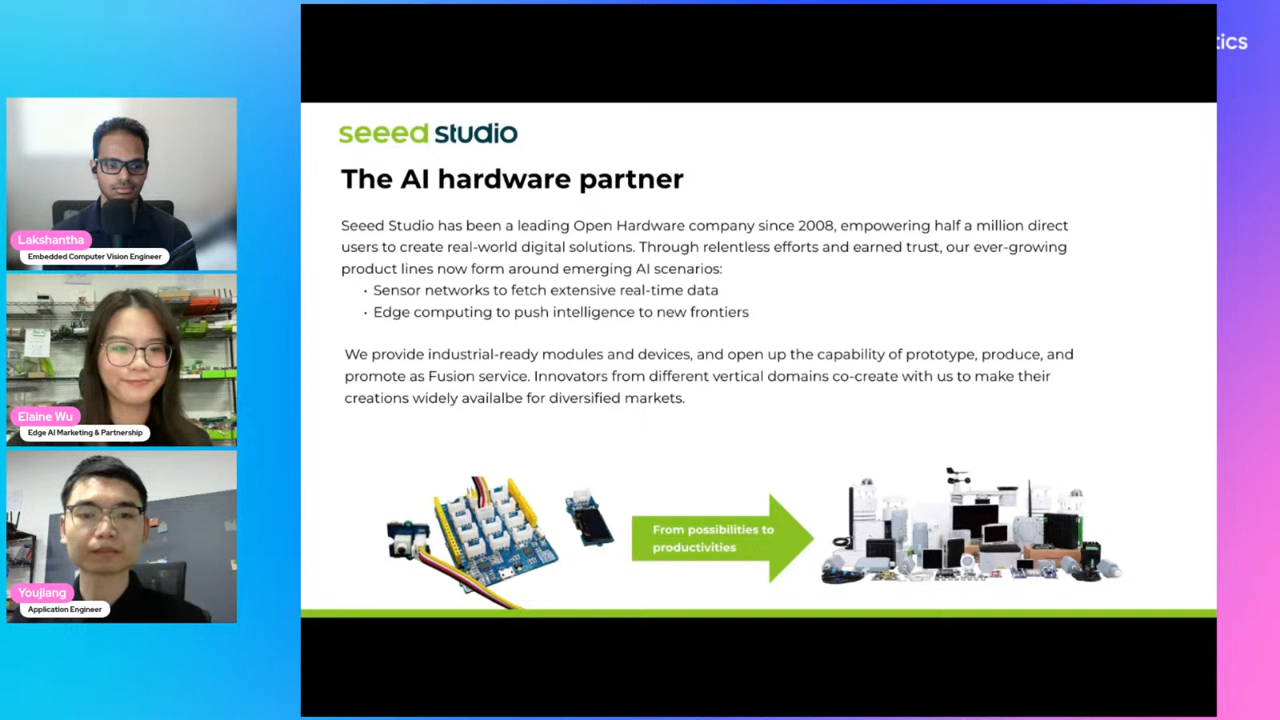 tics
Lakshantha
Embedded Computer Vision Engineer
Elaine Wu
Edge AI Marketing & Partnership
Youjiang
Application Engineer
seeed studio
The AI hardware partner
Seeed Studio has been a leading Open Hardware company since 2008, empowering half a million direct
users to create real-world digital solutions. Through relentless efforts and earned trust, our ever-growing
product lines now form around emerging AI scenarios:
• Sensor networks to fetch extensive real-time data
• Edge computing to push intelligence to new frontiers
We provide industrial-ready modules and devices, and open up the capability of prototype, produce, and
promote as Fusion service. Innovators from different vertical domains co-create with us to make their
creations widely availalbe for diversified markets.
From possibilities to
productivities